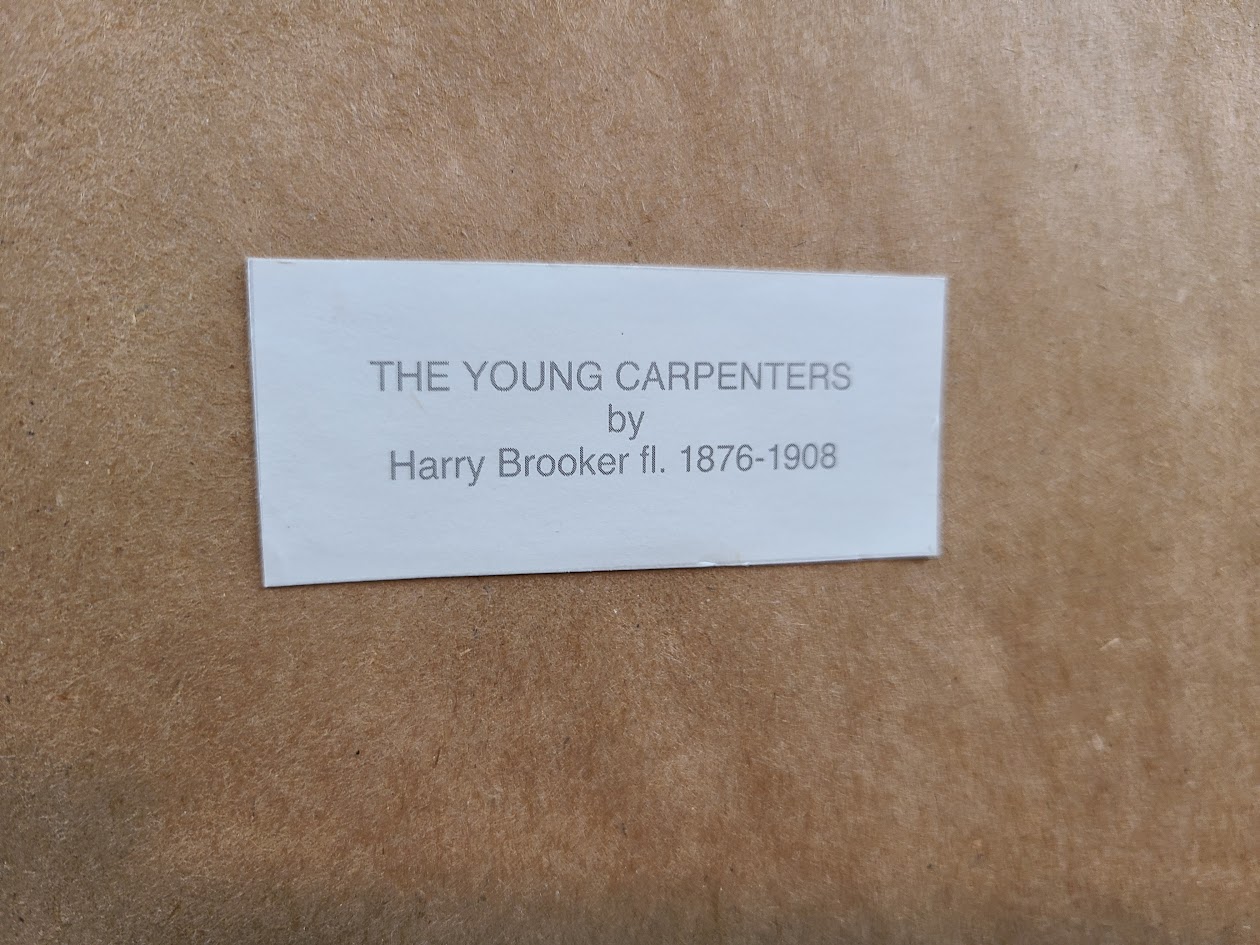 THE YOUNG CARPENTERS
by
Harry Brooker fl. 1876-1908